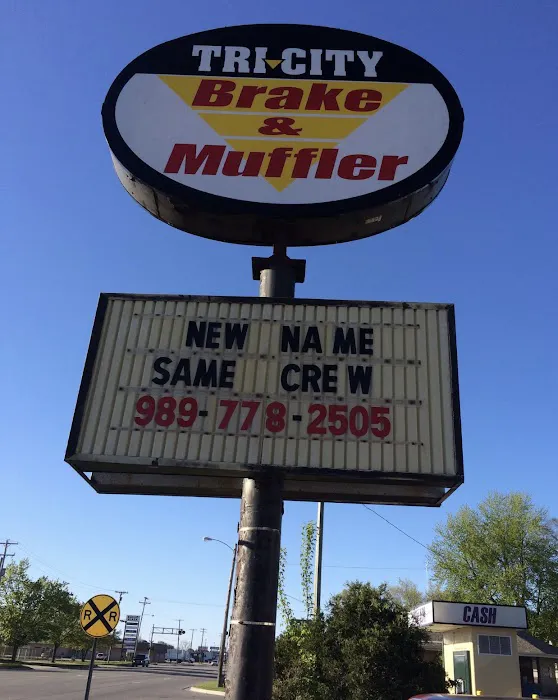 TRI-CITY
Brake
&
Muffler
NEW NAME
SAME CREW
989-778-2505
R R
CASH